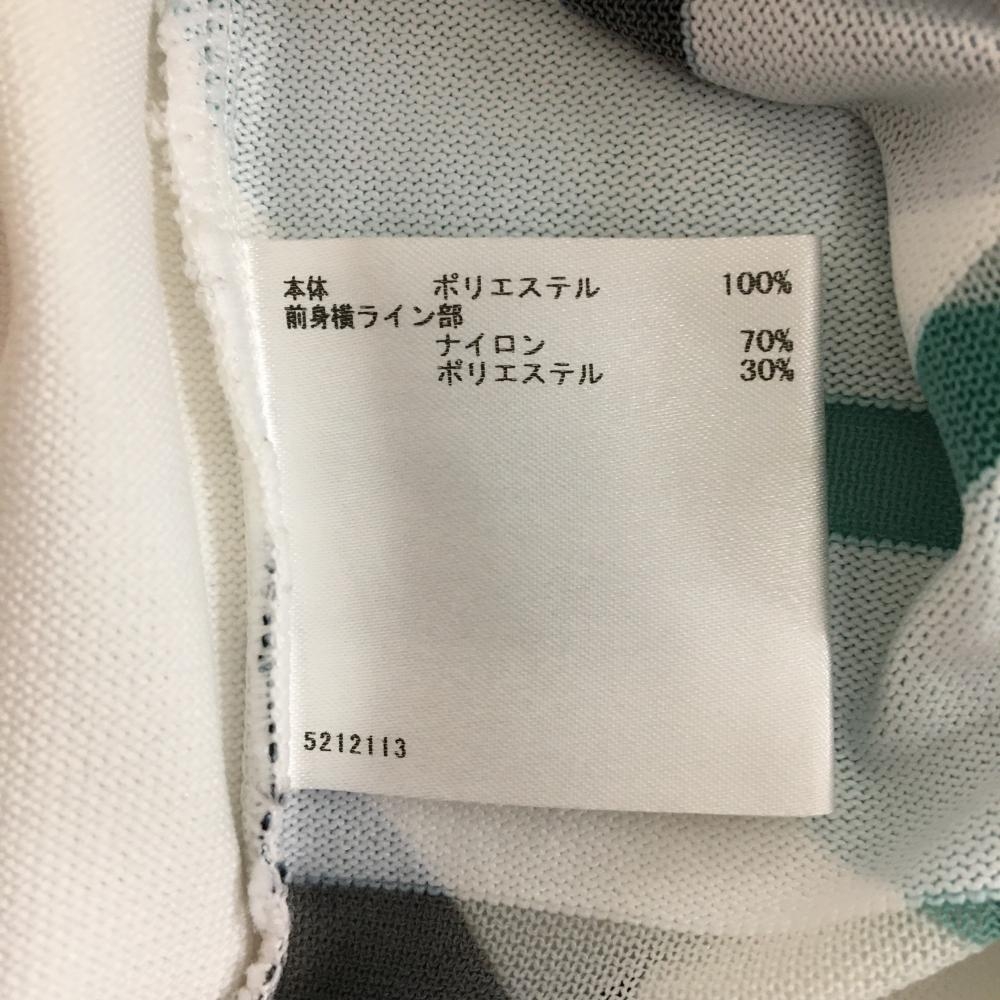 本体 ポリエステル 100%
前身横ライン部
ナイロン 70%
ポリエステル 30%
5212113